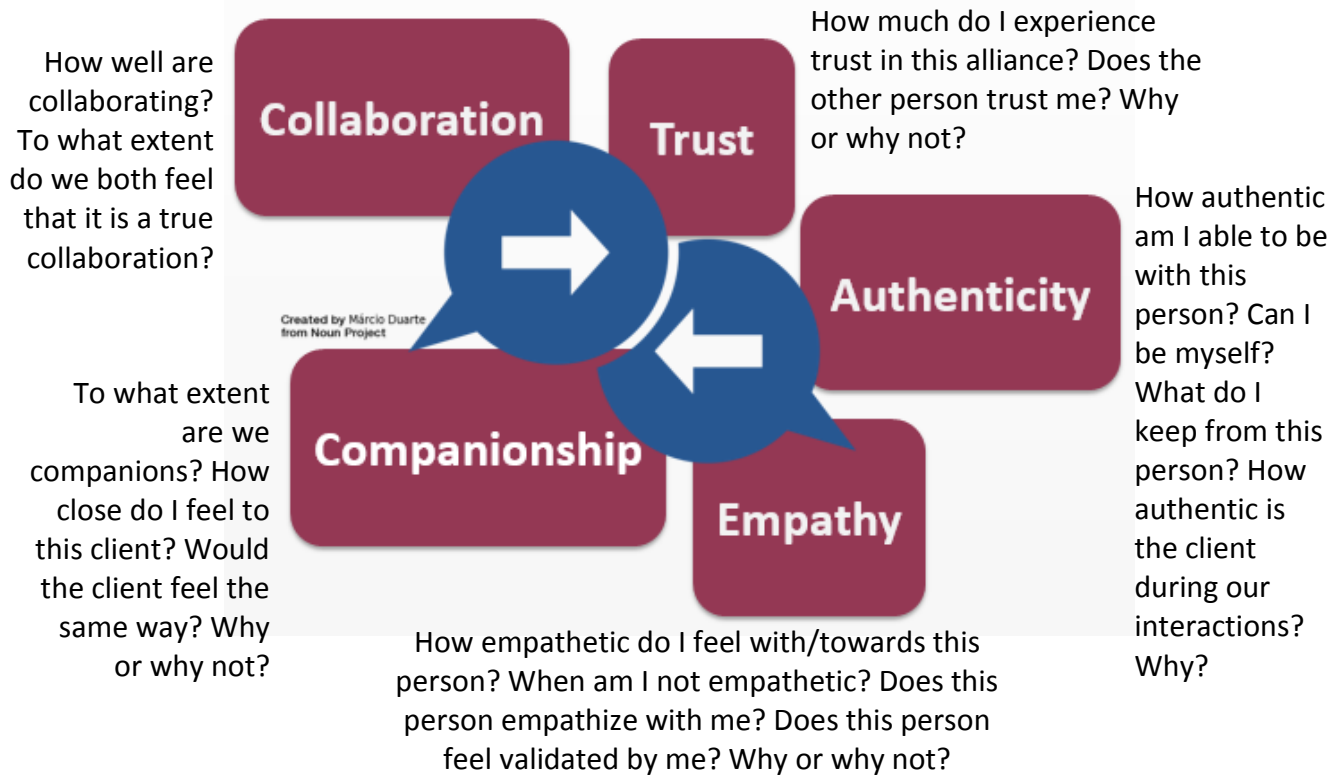 How well are
collaborating?
To what extent
do we both feel
that it is a true
collaboration?
Collaboration
Trust
How much do I experience
trust in this alliance? Does the
other person trust me? Why
or why not?
Authenticity
How authentic
am I able to be
with this
person? Can I
be myself?
What do I
keep from this
person? How
authentic is
the client
during our
interactions?
Why?
Created by Márcio Duarte
from Noun Project
To what extent
are we
companions? How
close do I feel to
this client? Would
the client feel the
same way? Why
or why not?
Companionship
Empathy
How empathetic do I feel with/towards this
person? When am I not empathetic? Does this
person empathize with me? Does this person
feel validated by me? Why or why not?